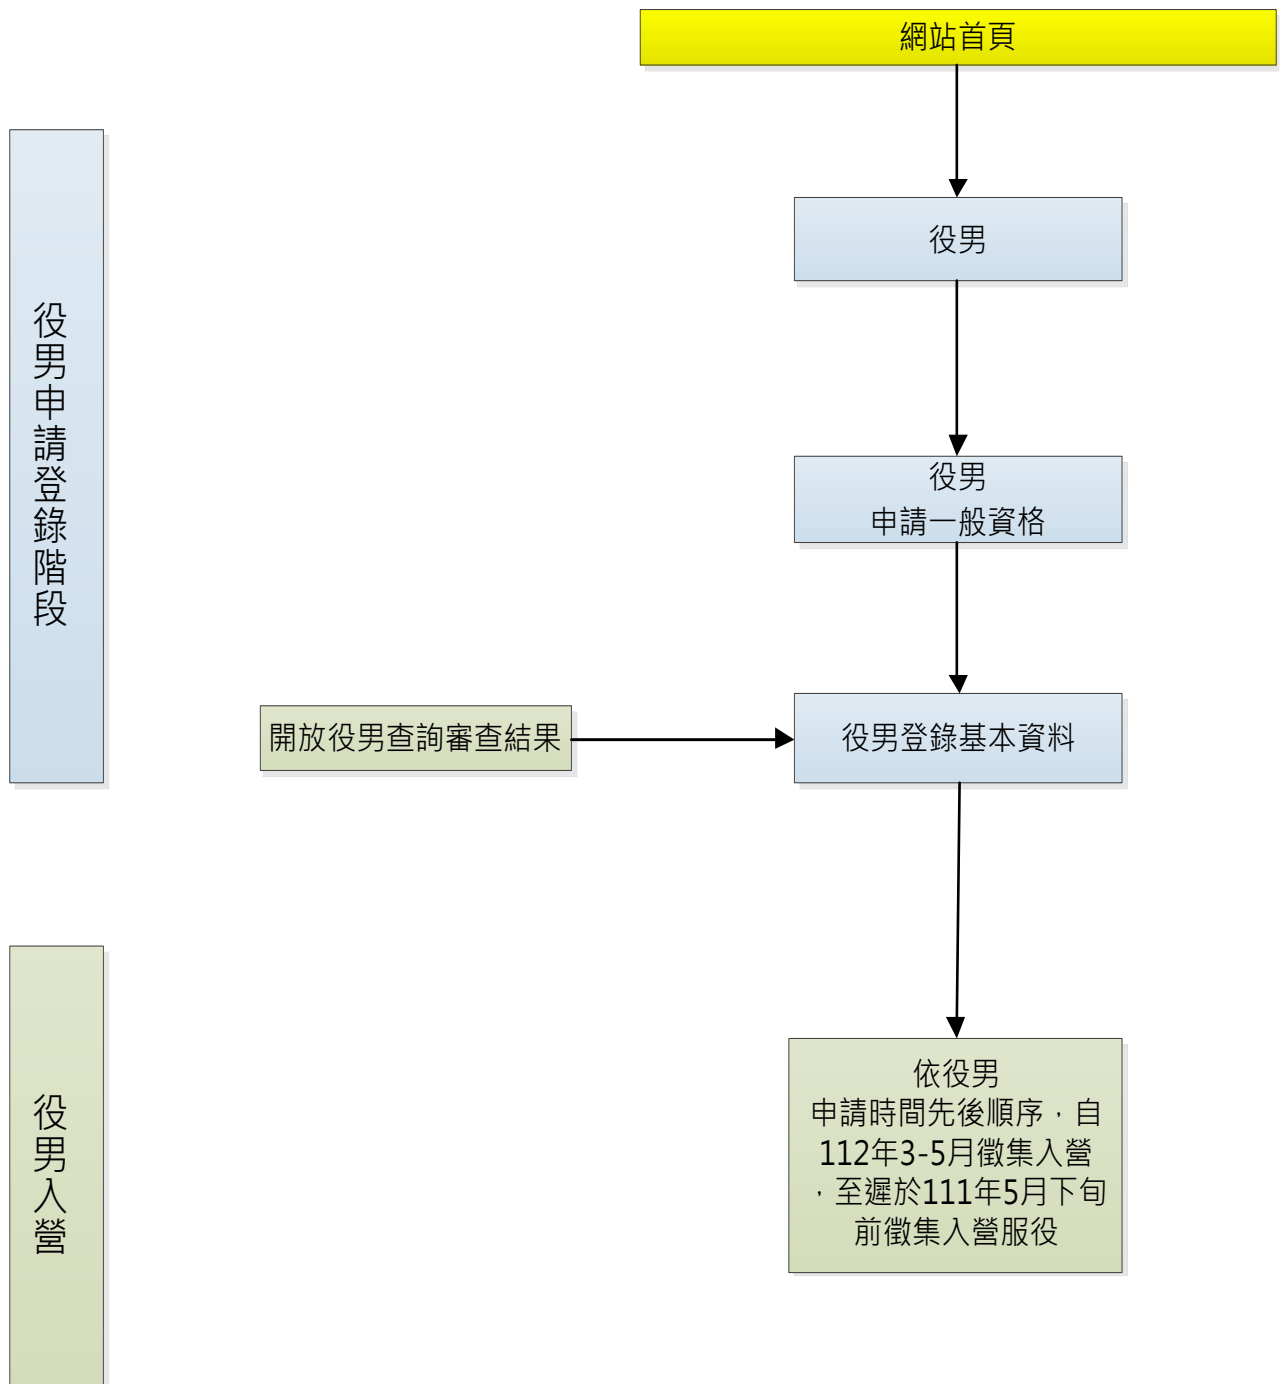 網站首頁
役男
役男申請登錄階段
役男
申請一般資格
開放役男查詢審查結果
役男登錄基本資料
役男入營
依役男
申請時間先後順序，自
112年3-5月徵集入營
，至遲於111年5月下旬
前徵集入營服役